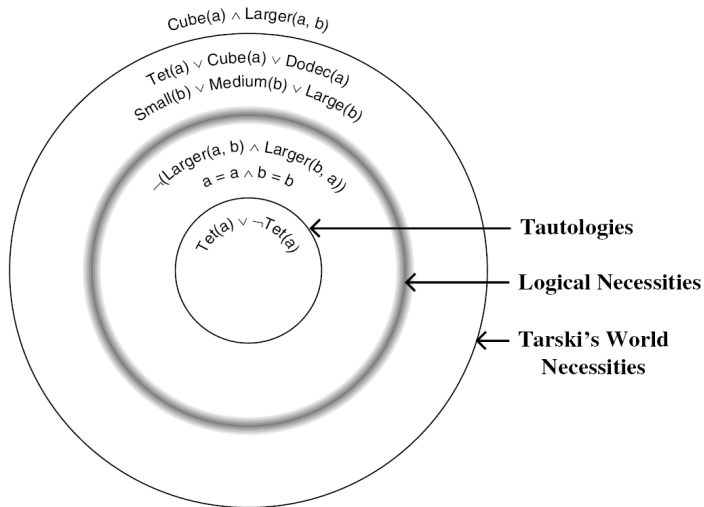 Cube(a) ∧ Larger(a, b)
Tet(a) ∨ Cube(a) ∨ Dodec(a)
Small(b) ∨ Medium(b) ∨ Large(b)
¬(Larger(a, b) ∧ Larger(b, a))
a = a ∧ b = b
Tet(a) ∨ ¬Tet(a)
Tautologies
Logical Necessities
Tarski's World
Necessities